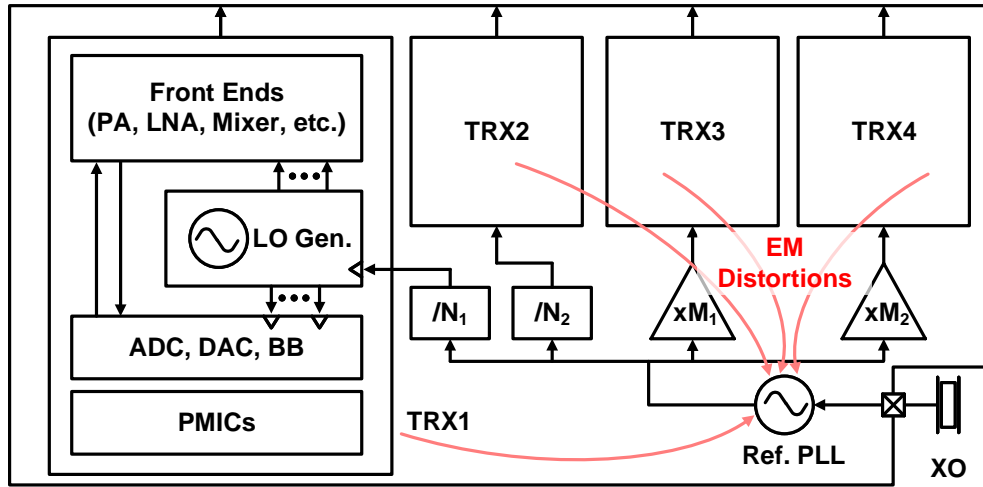 Front Ends
(PA, LNA, Mixer, etc.)
LO Gen.
ADC, DAC, BB
PMICs
TRX1
TRX2
TRX3
TRX4
EM
Distortions
/N₁
/N₂
xM₁
xM₂
Ref. PLL
XO